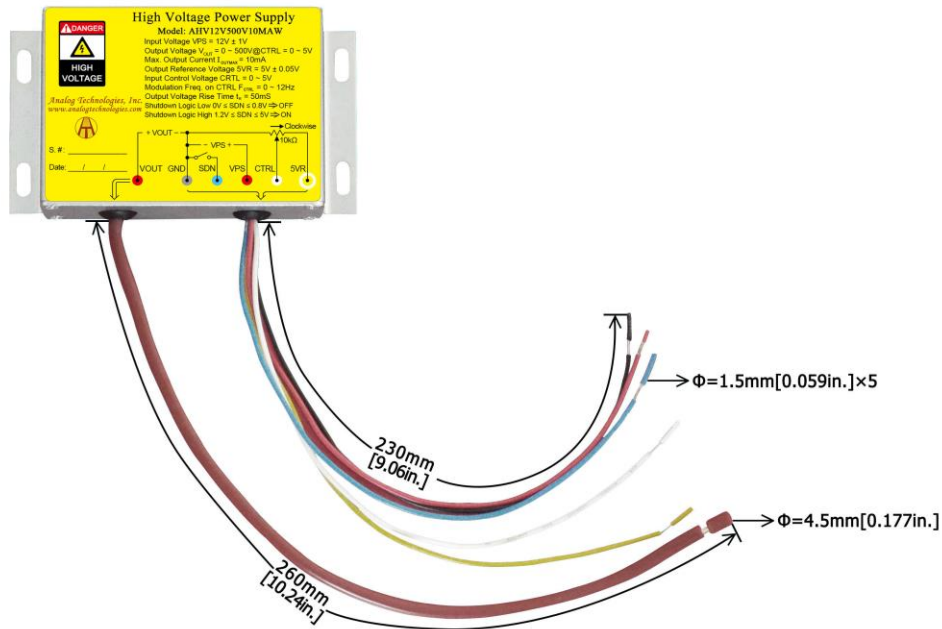 High Voltage Power Supply
Model: AHV12V500V10MAW
DANGER
HIGH
VOLTAGE
Input Voltage VPS = 12V ± 1V
Output Voltage VOUT = 0 ~ 500V@CTRL = 0 ~ 5V
Max. Output Current IOUTMAX = 10mA
Output Reference Voltage 5VR = 5V ± 0.05V
Input Control Voltage CRTL = 0 ~ 5V
Modulation Freq. on CTRL FCTRL = 0 ~ 12Hz
Output Voltage Rise Time tr = 50mS
Shutdown Logic Low 0V ≤ SDN ≤ 0.8V ⇒ OFF
Shutdown Logic High 1.2V ≤ SDN ≤ 5V ⇒ ON
Analog Technologies, Inc.
www.analogtechnologies.com
AT
S. #:
Date: / /
Clockwise
+ VOUT −
10kΩ
− VPS +
VOUT GND SDN VPS CTRL 5VR
Φ=1.5mm[0.059in.]×5
230mm
[9.06in.]
Φ=4.5mm[0.177in.]
260mm
[10.24in.]